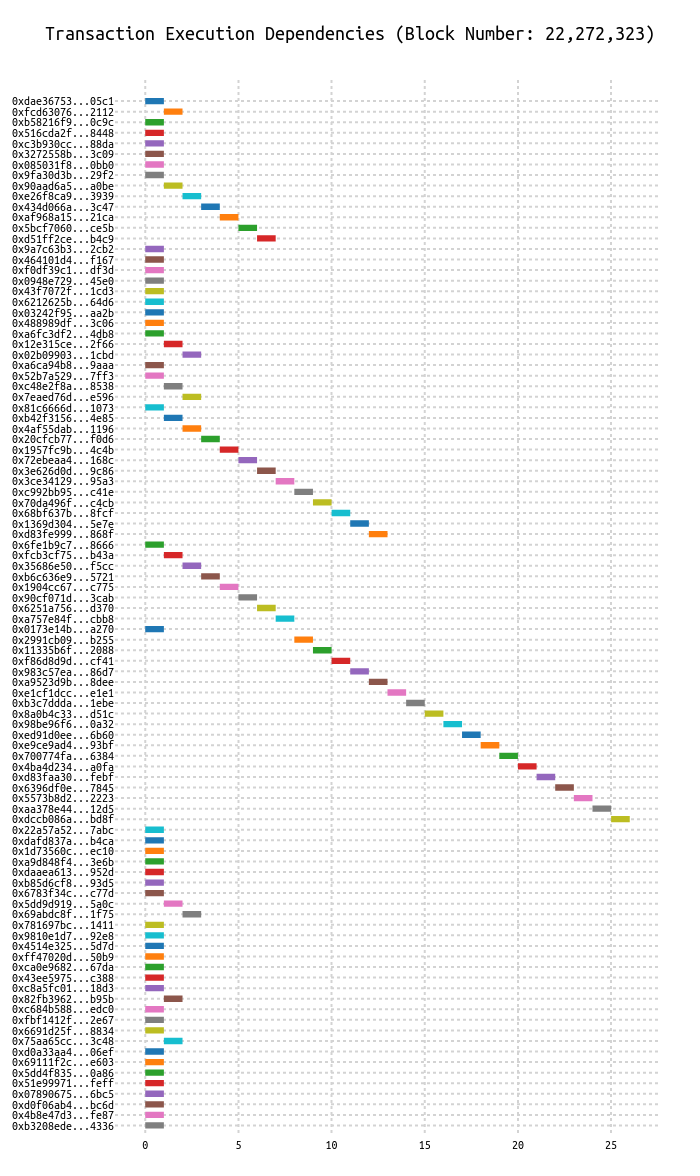 Transaction Execution Dependencies (Block Number: 22,272,323)
0xdae36753...05c1
0xfcd63076...2112
0xb58216f9...0c9c
0x516cda2f...8448
0xc3b930cc...88da
0x3272558b...3c09
0x085031f8...0bb0
0x9fa30d3b...29f2
0x90aad6a5...a0be
0xe26f8ca9...3939
0x434d066a...3c47
0xaf968a15...21ca
0x5bcf7060...ce5b
0xd51ff2ce...b4c9
0x9a7c63b3...2cb2
0x464101d4...f167
0xf0df39c1...df3d
0x0948e729...45e0
0x43f7072f...1cd3
0x6212625b...64d6
0x03242f95...aa2b
0x488989df...3c06
0xa6fc3df2...4db8
0x12e315ce...2f66
0x02b09903...1cbd
0xa6ca94b8...9aaa
0x52b7a529...7ff3
0xc48e2f8a...8538
0x7eaed76d...e596
0x81c6666d...1073
0xb42f3156...4e85
0x4af55dab...1196
0x20cfcb77...f0d6
0x1957fc9b...4c4b
0x72ebeaa4...168c
0x3e626d0d...9c86
0x3ce34129...95a3
0xc992bb95...c41e
0x70da496f...c4cb
0x68bf637b...8fcf
0x1369d304...5e7e
0xd83fe999...868f
0x6fe1b9c7...8666
0xfcb3cf75...b43a
0x35686e50...f5cc
0xb6c636e9...5721
0x1904cc67...c775
0x90cf071d...3cab
0x6251a756...d370
0xa757e84f...cbb8
0x0173e14b...a270
0x2991cb09...b255
0x11335b6f...2088
0xf86d8d9d...cf41
0x983c57ea...86d7
0xa9523d9b...8dee
0xe1cf1dcc...e1e1
0xb3c7ddda...1ebe
0x8a0b4c33...d51c
0x98be96f6...0a32
0xed91d0ee...6b60
0xe9ce9ad4...93bf
0x700774fa...6384
0x4ba4d234...a0fa
0xd83faa30...febf
0x6396df0e...7845
0x5573b8d2...2223
0xaa378e44...12d5
0xdccb086a...bd8f
0x22a57a52...7abc
0xdafd837a...b4ca
0x1d73560c...ec10
0xa9d848f4...3e6b
0xdaaea613...952d
0xb85d6cf8...93d5
0x6783f34c...c77d
0x5dd9d919...5a0c
0x69abdc8f...1f75
0x781697bc...1411
0x9810e1d7...92e8
0x4514e325...5d7d
0xff47020d...50b9
0xca0e9682...67da
0x43ee5975...c388
0xc8a5fc01...18d3
0x82fb3962...b95b
0xc684b588...edc0
0xfbf1412f...2e67
0x6691d25f...8834
0x75aa65cc...3c48
0xd0a33aa4...06ef
0x69111f2c...e603
0x5dd4f835...0a86
0x51e99971...feff
0x07890675...6bc5
0xd0f06ab4...bc6d
0x4b8e47d3...fe87
0xb3208ede...4336
0 5 10 15 20 25